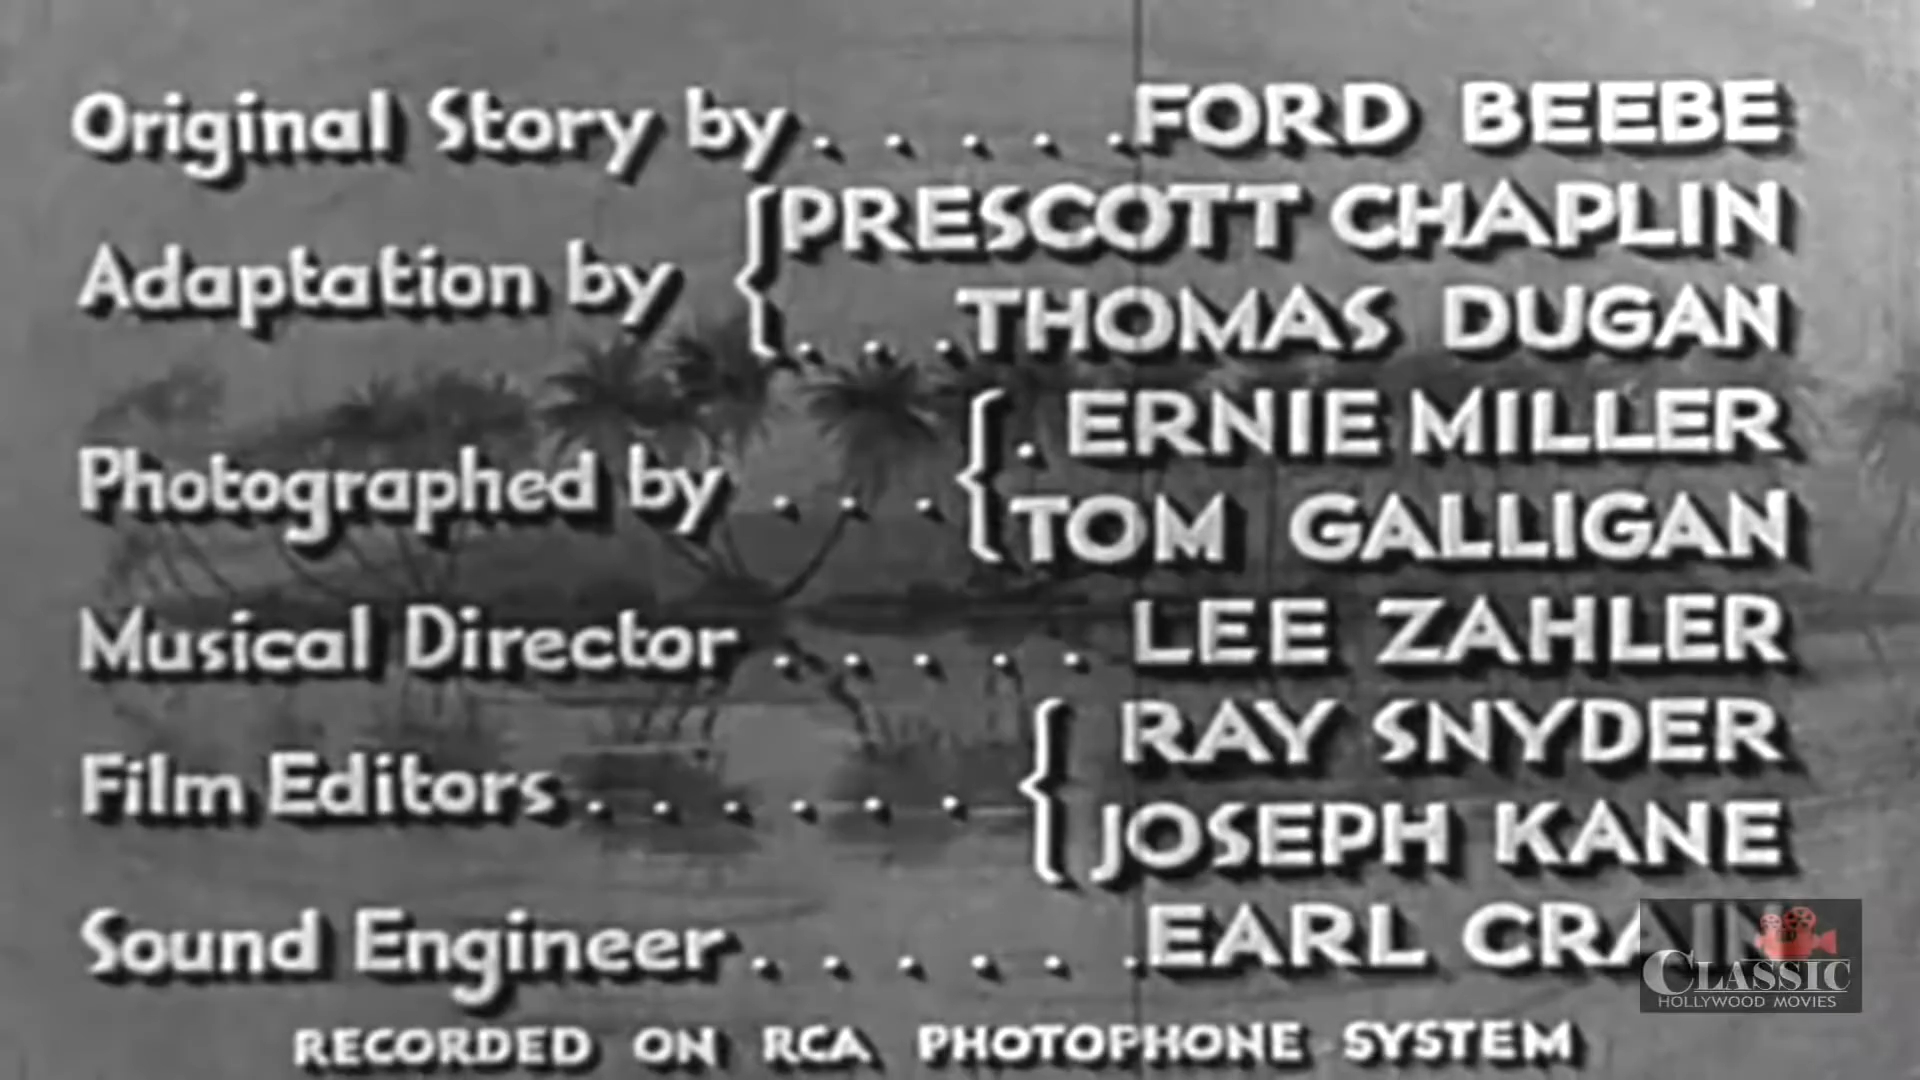 Original Story by . . . . . FORD BEEBE
Adaptation by { PRESCOTT CHAPLIN
. . . THOMAS DUGAN
Photographed by . . . { . ERNIE MILLER
TOM GALLIGAN
Musical Director . . . . . LEE ZAHLER
Film Editors . . . . . . { RAY SNYDER
JOSEPH KANE
Sound Engineer . . . . . . EARL CRAIN
RECORDED ON RCA PHOTOPHONE SYSTEM
CLASSIC
HOLLYWOOD MOVIES